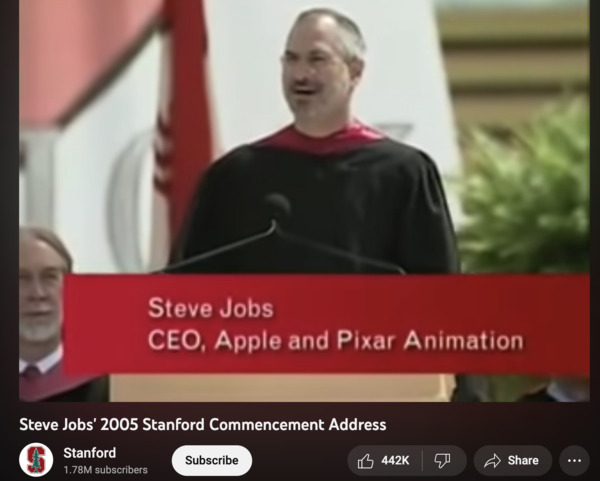 Steve Jobs
CEO, Apple and Pixar Animation
Steve Jobs' 2005 Stanford Commencement Address
Stanford
1.78M subscribers
Subscribe
442K
Share